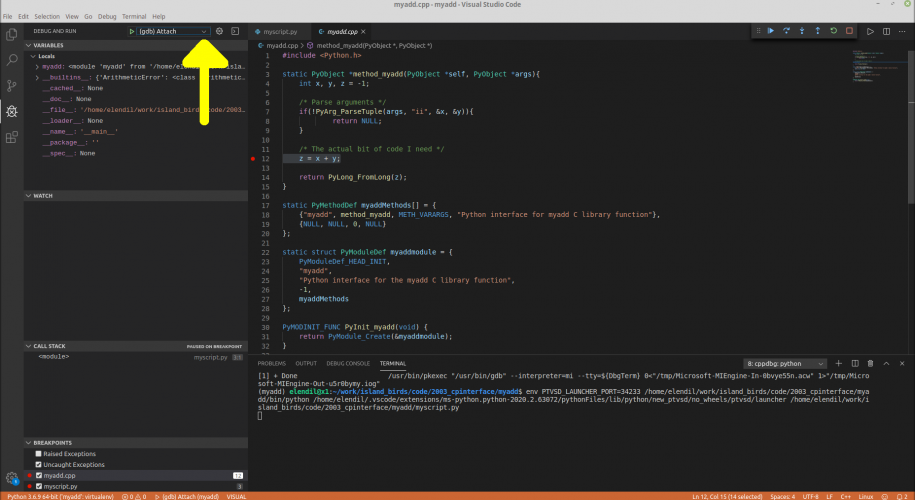 myadd.cpp - myadd - Visual Studio Code
File Edit Selection View Go Debug Terminal Help
DEBUG AND RUN
(gdb) Attach
myscript.py
myadd.cpp
VARIABLES
Locals
myadd: <module 'myadd' from '/home/elend
__builtins__: {'ArithmeticError': <class
__cached__: None
__doc__: None
__file__: '/home/elendil/work/island_birds/code/2003...
__loader__: None
__name__: '__main__'
__package__: ''
__spec__: None
WATCH
CALL STACK
PAUSED ON BREAKPOINT
<module>
myscript.py 3:1
BREAKPOINTS
Raised Exceptions
Uncaught Exceptions
myadd.cpp 12
myscript.py 3
myadd.cpp > method_myadd(PyObject *, PyObject *)
1 #include <Python.h>
2
3 static PyObject *method_myadd(PyObject *self, PyObject *args){
4 int x, y, z = -1;
5
6 /* Parse arguments */
7 if(!PyArg_ParseTuple(args, "ii", &x, &y)){
8 return NULL;
9 }
10
11 /* The actual bit of code I need */
12 z = x + y;
13
14 return PyLong_FromLong(z);
15 }
16
17 static PyMethodDef myaddMethods[] = {
18 {"myadd", method_myadd, METH_VARARGS, "Python interface for myadd C library function"},
19 {NULL, NULL, 0, NULL}
20 };
21
22 static struct PyModuleDef myaddmodule = {
23 PyModuleDef_HEAD_INIT,
24 "myadd",
25 "Python interface for the myadd C library function",
26 -1,
27 myaddMethods
28 };
29
30 PyMODINIT_FUNC PyInit_myadd(void) {
31 return PyModule_Create(&myaddmodule);
32 }
PROBLEMS OUTPUT DEBUG CONSOLE TERMINAL
8: cppdbg: python
[1] + Done /usr/bin/pkexec "/usr/bin/gdb" --interpreter=mi --tty=${DbgTerm} 0<"/tmp/Microsoft-MIEngine-In-0bvye55n.acw" 1>"/tmp/Micro
soft-MIEngine-Out-u5r0bymy.iog"
(myadd) elendil@x1:~/work/island_birds/code/2003_cpinterface/myadd$ env PTVSD_LAUNCHER_PORT=34233 /home/elendil/work/island_birds/code/2003_cpinterface/mya
dd/bin/python /home/elendil/.vscode/extensions/ms-python.python-2020.2.63072/pythonFiles/lib/python/new_ptvsd/no_wheels/ptvsd/launcher /home/elendil/work/i
sland_birds/code/2003_cpinterface/myadd/myscript.py
Python 3.6.9 64-bit ('myadd': virtualenv) 0 0 (gdb) Attach (myadd) VISUAL
Ln 12, Col 15 (14 selected) Spaces: 4 UTF-8 LF C++ Linux 2